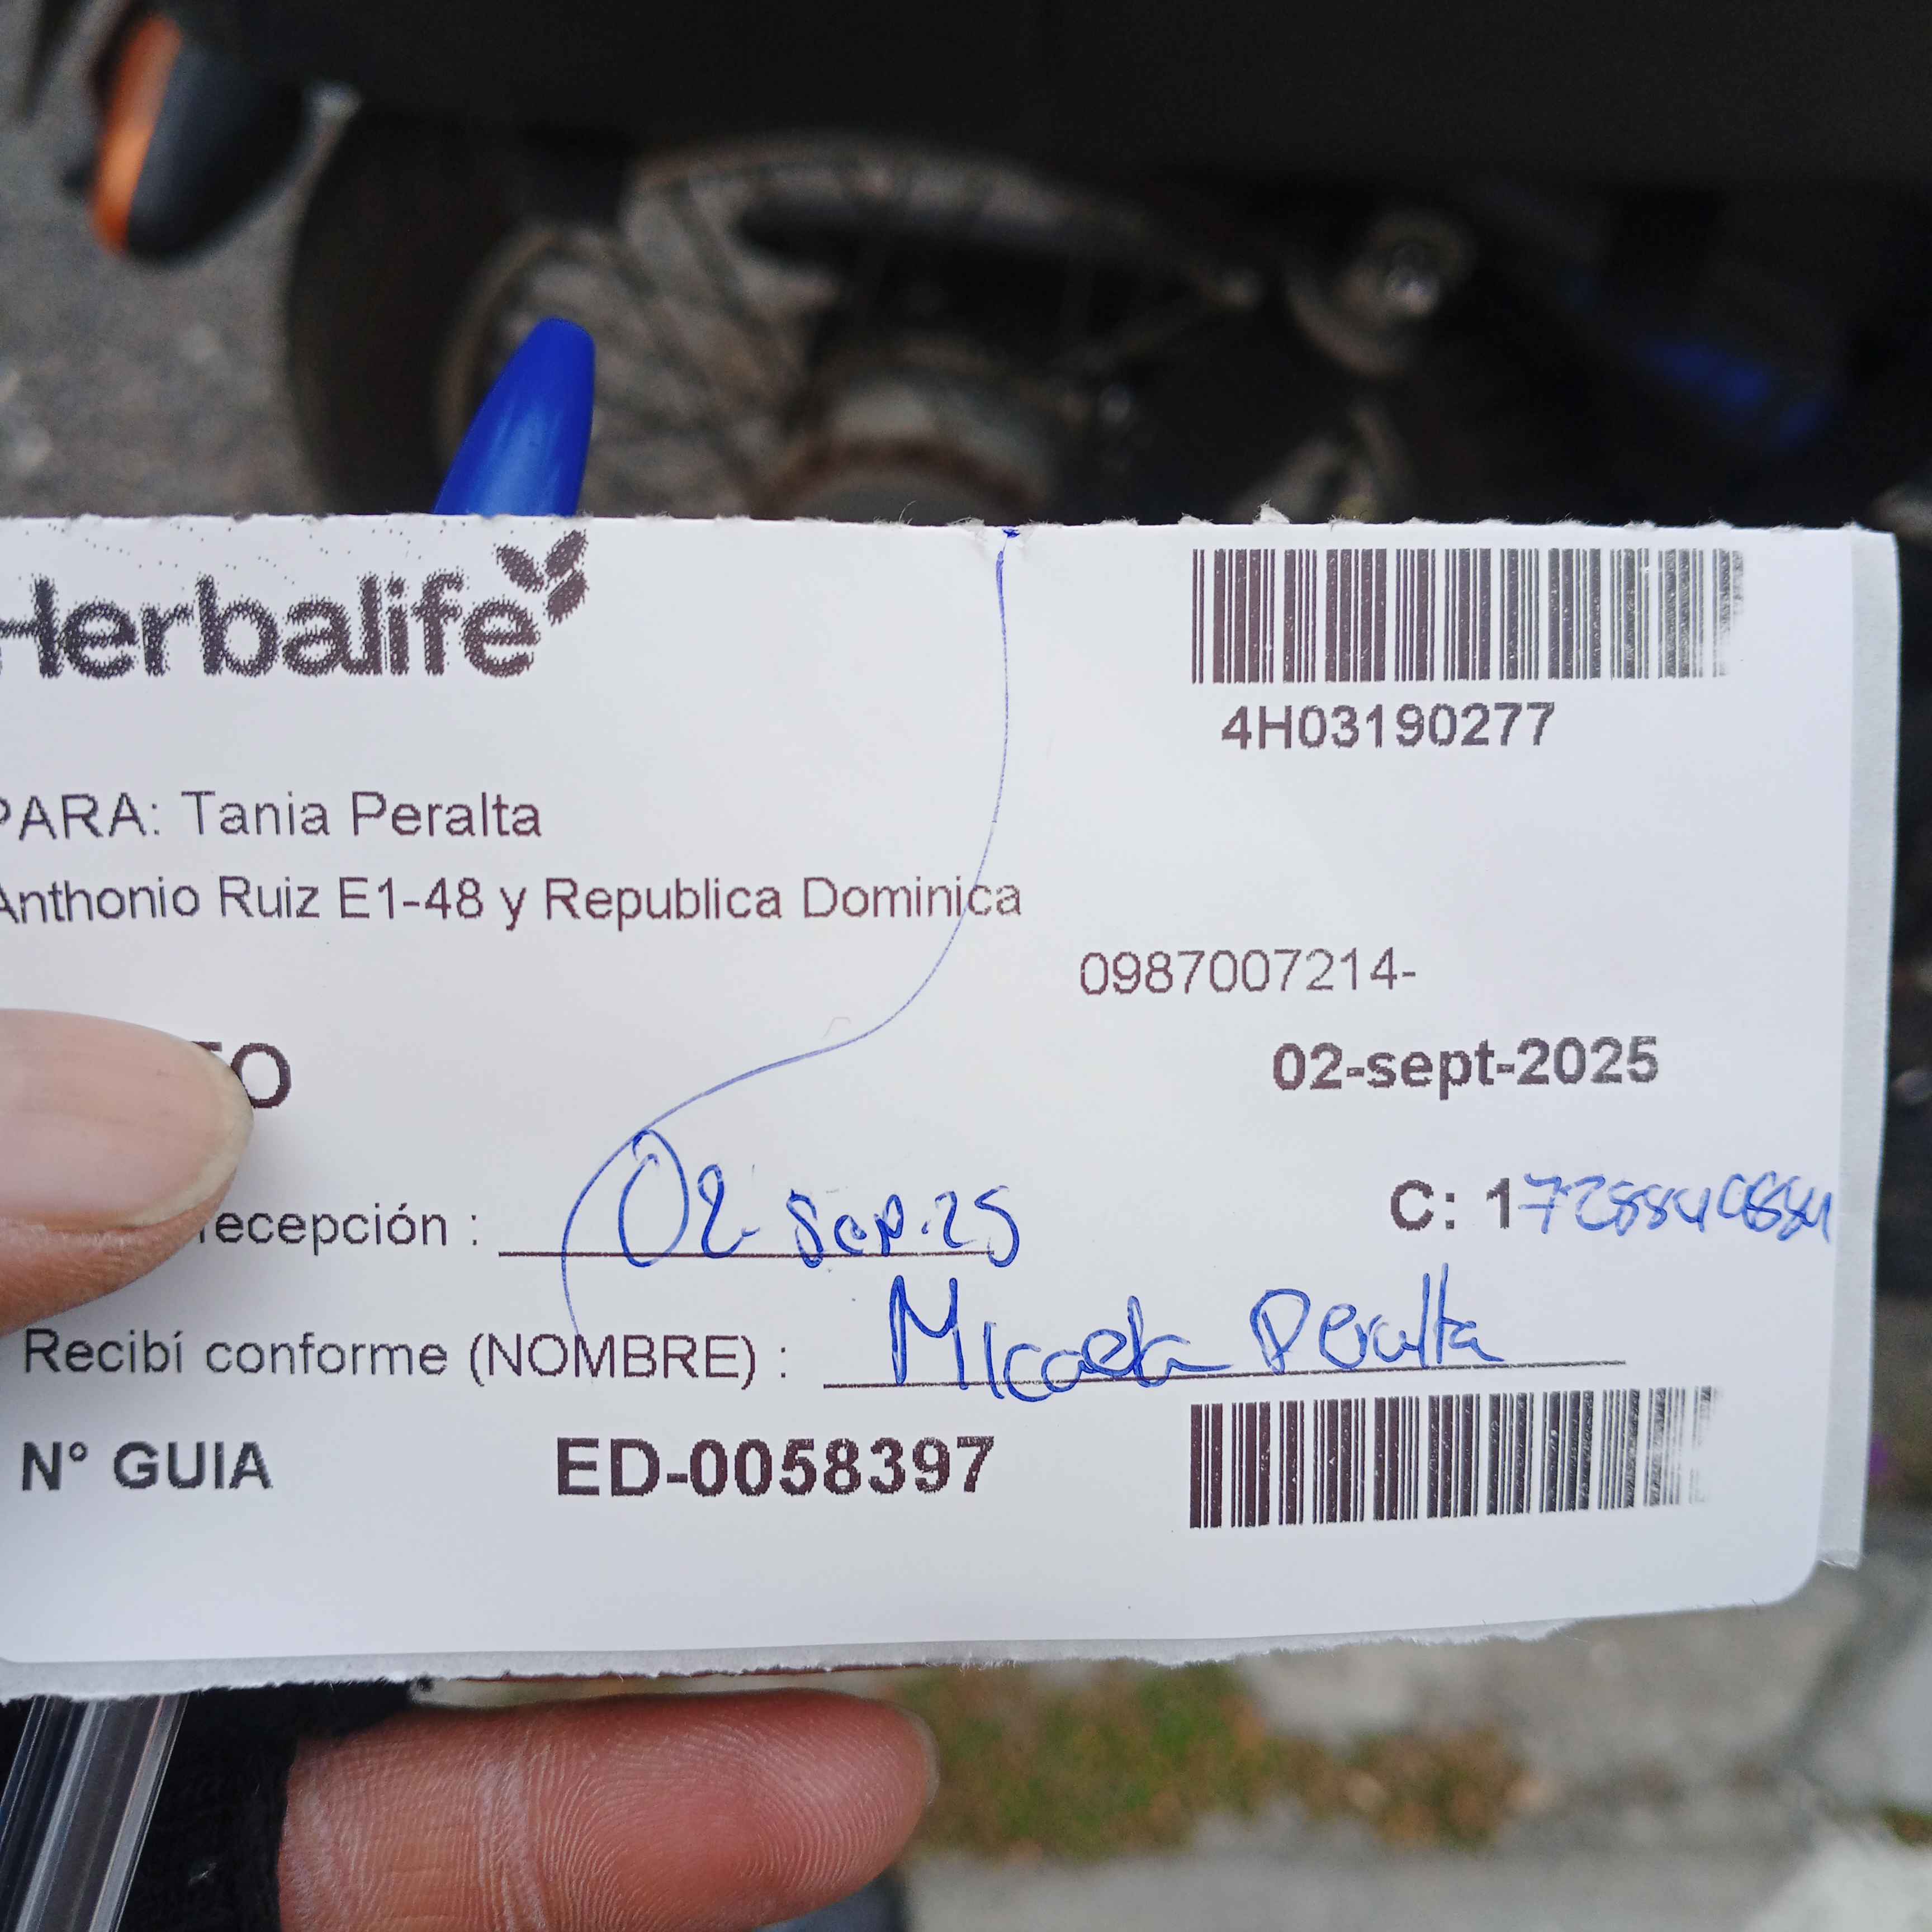 Herbalife
4H03190277
PARA: Tania Peralta
Anthonio Ruiz E1-48 y Republica Dominica
0987007214-
TO
02-sept-2025
recepción : 02 sep. 25
C: 1
Recibí conforme (NOMBRE) : Micaela Peralta
N° GUIA ED-0058397